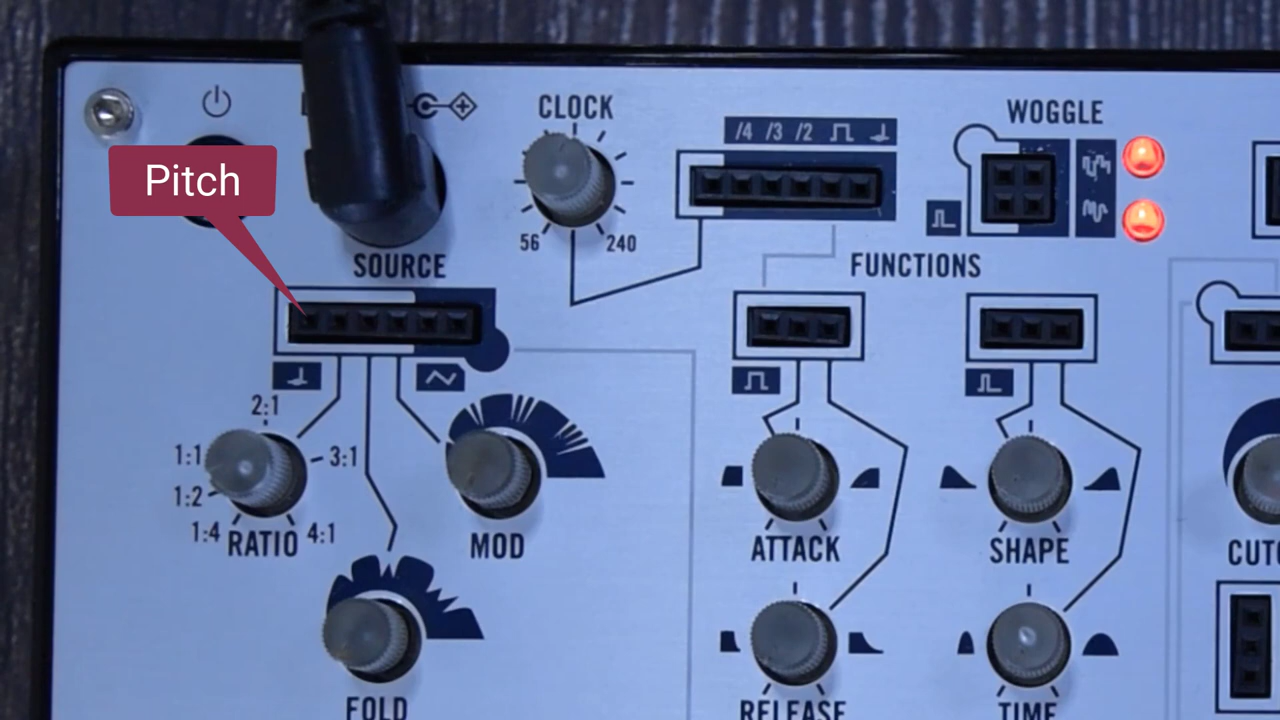 CLOCK
/4 /3 /2
WOGGLE
Pitch
56
240
SOURCE
FUNCTIONS
2:1
1:1
3:1
1:2
1:4
4:1
RATIO
MOD
ATTACK
SHAPE
FOLD
RELEASE
TIME